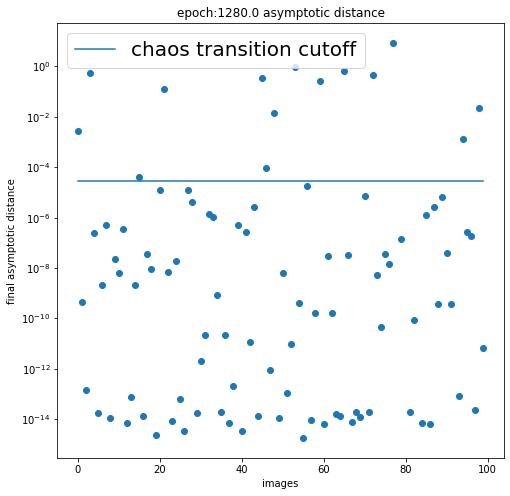 epoch:1280.0 asymptotic distance
chaos transition cutoff
final asymptotic distance
10⁰
10⁻²
10⁻⁴
10⁻⁶
10⁻⁸
10⁻¹⁰
10⁻¹²
10⁻¹⁴
0 20 40 60 80 100
images